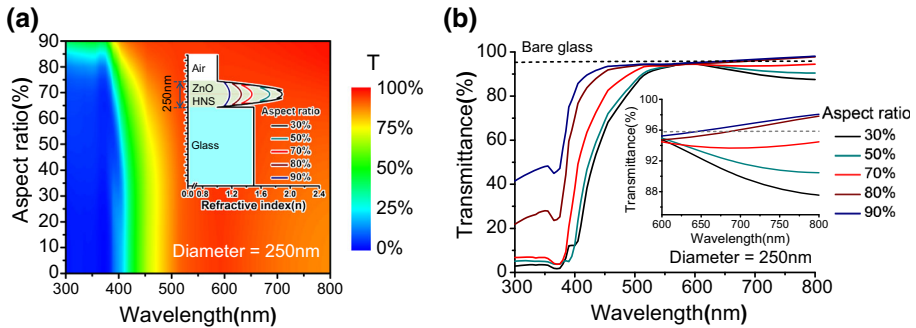 (a)
Aspect ratio(%)
90
80
70
60
50
40
30
20
10
0
300 400 500 600 700 800
Wavelength(nm)
Diameter = 250nm
Air
ZnO
HNS
250nm
Glass
Aspect ratio
30%
50%
70%
80%
90%
0.0 0.8 1.2 1.6 2.0 2.4
Refractive index(n)
T
100%
75%
50%
25%
0%
(b)
Transmittance(%)
100
80
60
40
20
0
300 400 500 600 700 800
Wavelength(nm)
Bare glass
Transmittance(%)
96
92
88
600 650 700 750 800
Wavelength(nm)
Diameter = 250nm
Aspect ratio
30%
50%
70%
80%
90%